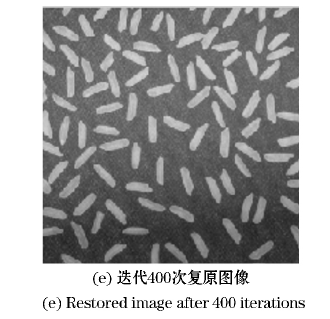 (e) 迭代400次复原图像
(e) Restored image after 400 iterations